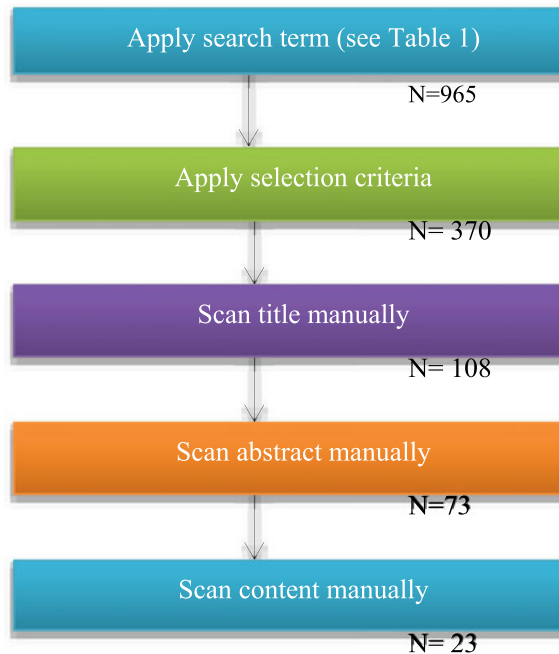 Apply search term (see Table 1)
N=965
Apply selection criteria
N= 370
Scan title manually
N= 108
Scan abstract manually
N=73
Scan content manually
N= 23